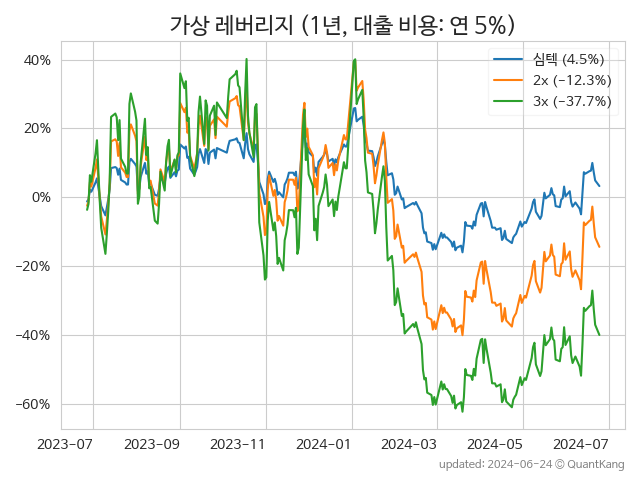 가상 레버리지 (1년, 대출 비용: 연 5%)
심텍 (4.5%)
2x (−12.3%)
3x (−37.7%)
40%
20%
0%
−20%
−40%
−60%
2023-07 2023-09 2023-11 2024-01 2024-03 2024-05 2024-07
updated: 2024-06-24 © QuantKang